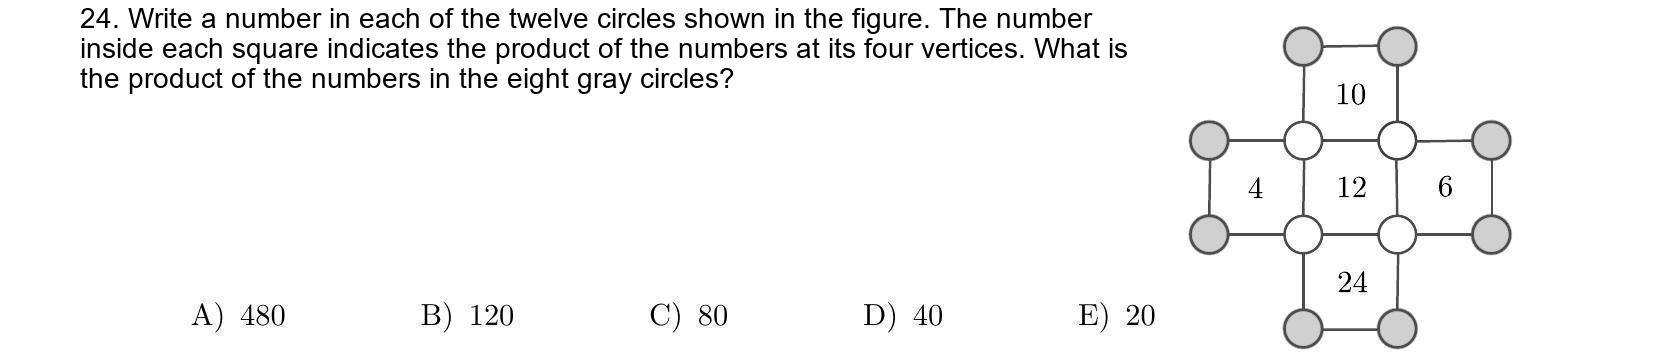 24. Write a number in each of the twelve circles shown in the figure. The number
inside each square indicates the product of the numbers at its four vertices. What is
the product of the numbers in the eight gray circles?
10
4 12 6
24
A) 480 B) 120 C) 80 D) 40 E) 20